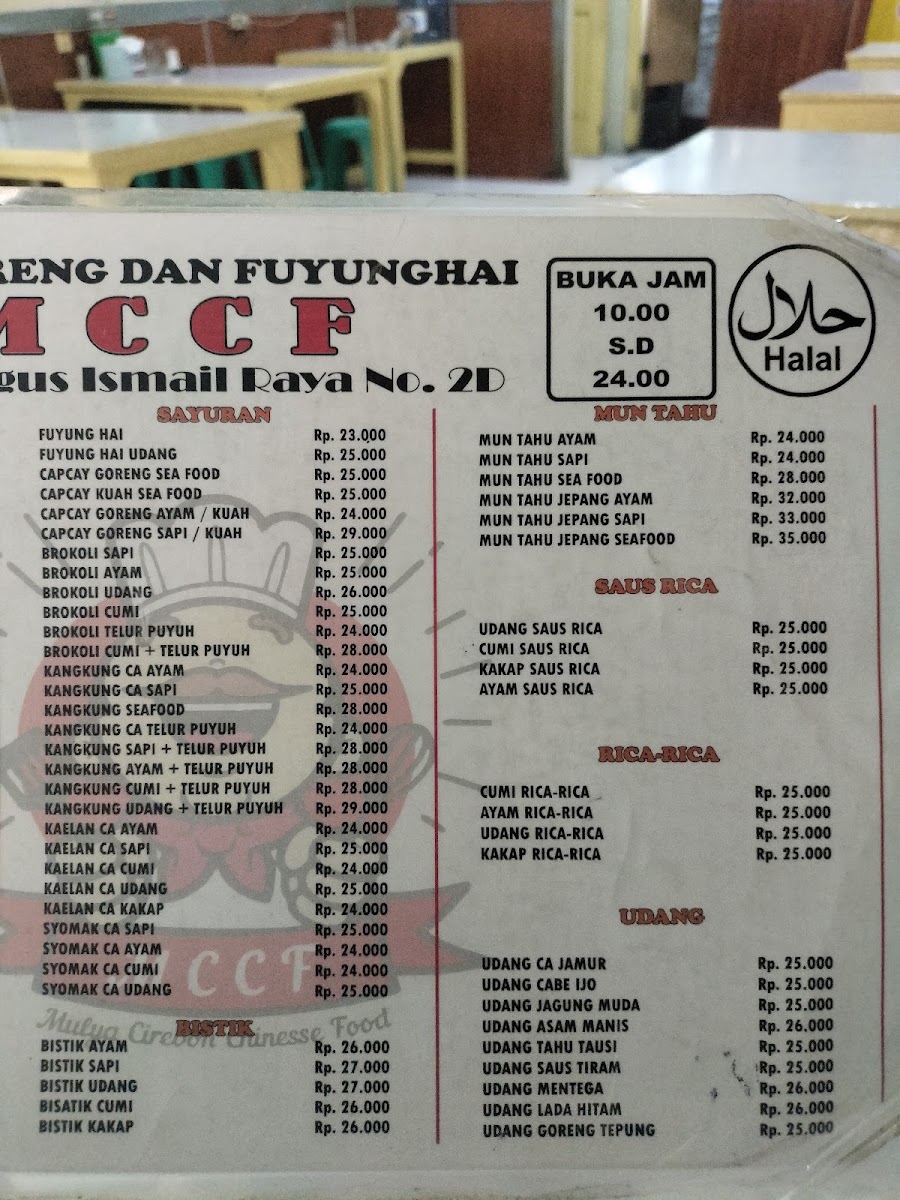 RENG DAN FUYUNGHAI
M C C F
gus Ismail Raya No. 2D
BUKA JAM
10.00
S.D
24.00
حلال
Halal
SAYURAN
FUYUNG HAI Rp. 23.000
FUYUNG HAI UDANG Rp. 25.000
CAPCAY GORENG SEA FOOD Rp. 25.000
CAPCAY KUAH SEA FOOD Rp. 25.000
CAPCAY GORENG AYAM / KUAH Rp. 24.000
CAPCAY GORENG SAPI / KUAH Rp. 29.000
BROKOLI SAPI Rp. 25.000
BROKOLI AYAM Rp. 25.000
BROKOLI UDANG Rp. 26.000
BROKOLI CUMI Rp. 25.000
BROKOLI TELUR PUYUH Rp. 24.000
BROKOLI CUMI + TELUR PUYUH Rp. 28.000
KANGKUNG CA AYAM Rp. 24.000
KANGKUNG CA SAPI Rp. 25.000
KANGKUNG SEAFOOD Rp. 28.000
KANGKUNG CA TELUR PUYUH Rp. 24.000
KANGKUNG SAPI + TELUR PUYUH Rp. 28.000
KANGKUNG AYAM + TELUR PUYUH Rp. 28.000
KANGKUNG CUMI + TELUR PUYUH Rp. 28.000
KANGKUNG UDANG + TELUR PUYUH Rp. 29.000
KAELAN CA AYAM Rp. 24.000
KAELAN CA SAPI Rp. 25.000
KAELAN CA CUMI Rp. 24.000
KAELAN CA UDANG Rp. 25.000
KAELAN CA KAKAP Rp. 24.000
SYOMAK CA SAPI Rp. 25.000
SYOMAK CA AYAM Rp. 24.000
SYOMAK CA CUMI Rp. 24.000
SYOMAK CA UDANG Rp. 25.000
CCF
Mulya Cirebon Chinesse Food
BISTIK
BISTIK AYAM Rp. 26.000
BISTIK SAPI Rp. 27.000
BISTIK UDANG Rp. 27.000
BISATIK CUMI Rp. 26.000
BISTIK KAKAP Rp. 26.000
MUN TAHU
MUN TAHU AYAM Rp. 24.000
MUN TAHU SAPI Rp. 24.000
MUN TAHU SEA FOOD Rp. 28.000
MUN TAHU JEPANG AYAM Rp. 32.000
MUN TAHU JEPANG SAPI Rp. 33.000
MUN TAHU JEPANG SEAFOOD Rp. 35.000
SAUS RICA
UDANG SAUS RICA Rp. 25.000
CUMI SAUS RICA Rp. 25.000
KAKAP SAUS RICA Rp. 25.000
AYAM SAUS RICA Rp. 25.000
RICA-RICA
CUMI RICA-RICA Rp. 25.000
AYAM RICA-RICA Rp. 25.000
UDANG RICA-RICA Rp. 25.000
KAKAP RICA-RICA Rp. 25.000
UDANG
UDANG CA JAMUR Rp. 25.000
UDANG CABE IJO Rp. 25.000
UDANG JAGUNG MUDA Rp. 25.000
UDANG ASAM MANIS Rp. 26.000
UDANG TAHU TAUSI Rp. 25.000
UDANG SAUS TIRAM Rp. 25.000
UDANG MENTEGA Rp. 26.000
UDANG LADA HITAM Rp. 26.000
UDANG GORENG TEPUNG Rp. 25.000